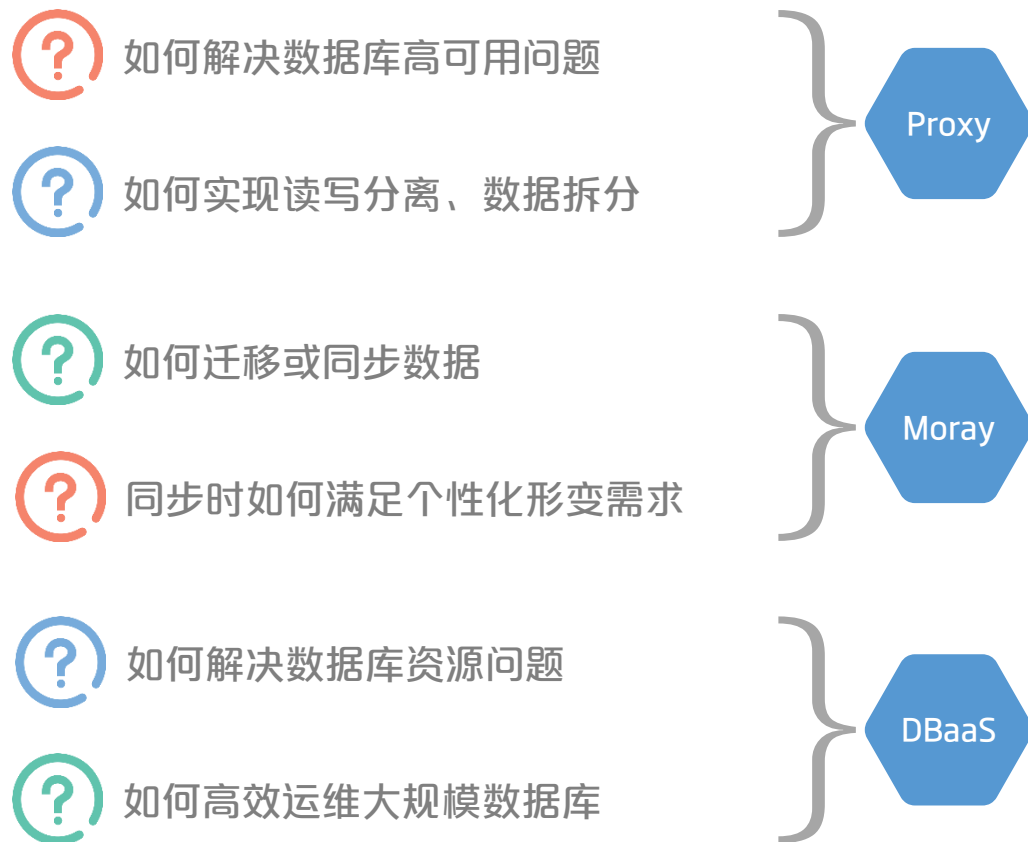 如何解决数据库高可用问题
Proxy
如何实现读写分离、数据拆分
如何迁移或同步数据
Moray
同步时如何满足个性化形变需求
如何解决数据库资源问题
DBaaS
如何高效运维大规模数据库